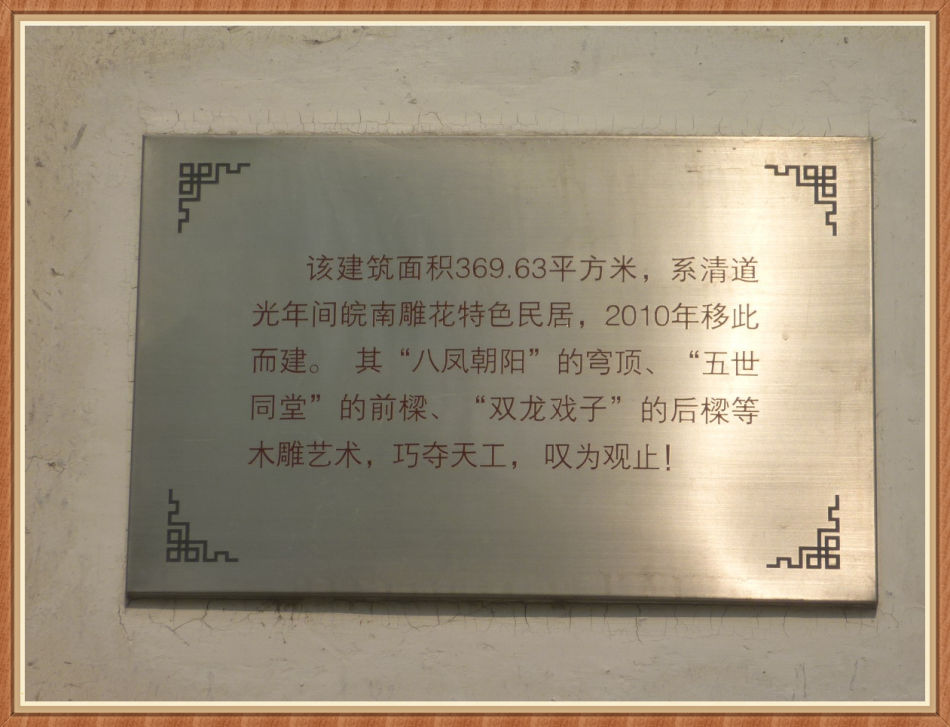 该建筑面积369.63平方米，系清道
光年间皖南雕花特色民居，2010年移此
而建。 其“八凤朝阳”的穹顶、“五世
同堂”的前樑、“双龙戏子”的后樑等
木雕艺术，巧夺天工， 叹为观止！